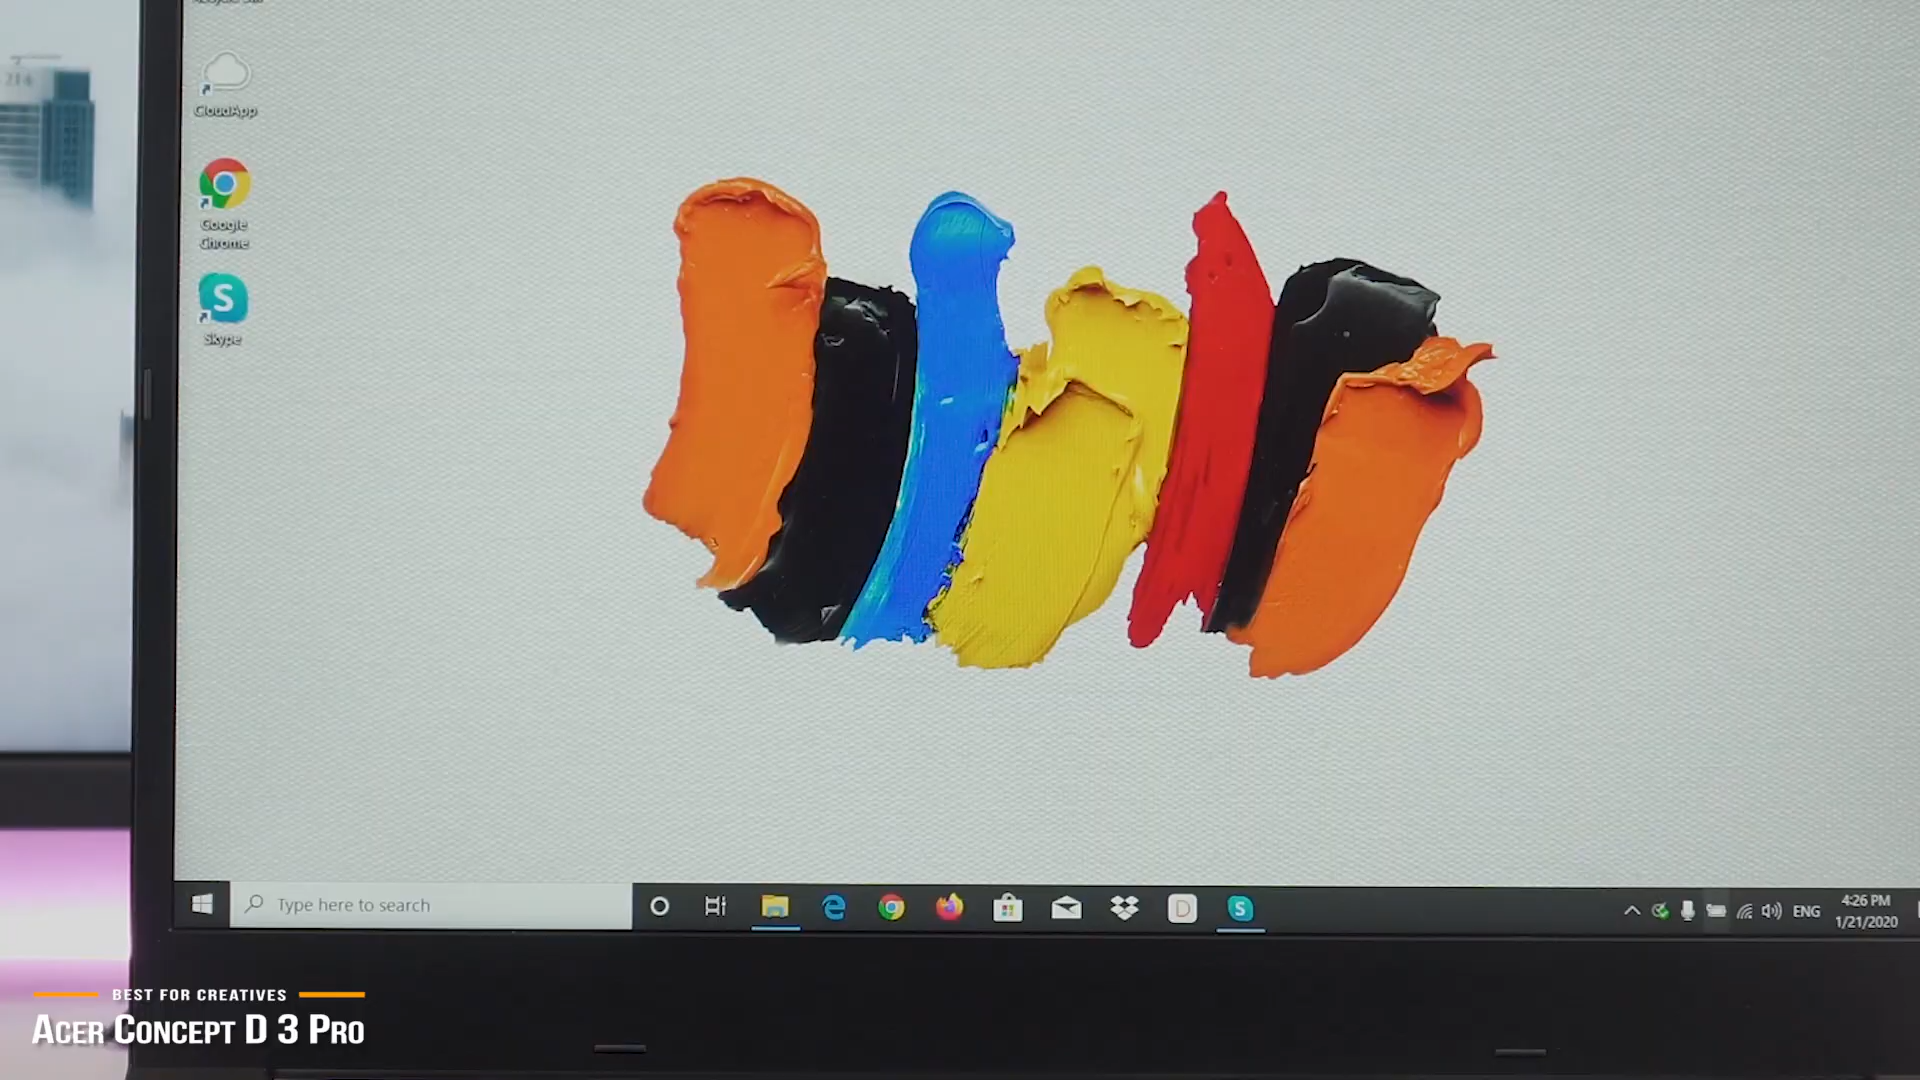 CloudApp
Google
Chrome
Skype
Type here to search
ENG
4:26 PM
1/21/2020
BEST FOR CREATIVES
ACER CONCEPT D 3 PRO